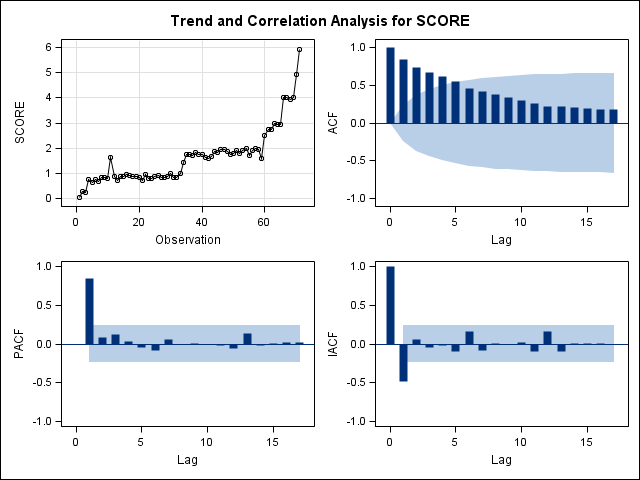 Trend and Correlation Analysis for SCORE
SCORE
6
5
4
3
2
1
0
0 20 40 60
Observation
ACF
1.0
0.5
0.0
-0.5
-1.0
0 5 10 15
Lag
PACF
1.0
0.5
0.0
-0.5
-1.0
0 5 10 15
Lag
IACF
1.0
0.5
0.0
-0.5
-1.0
0 5 10 15
Lag